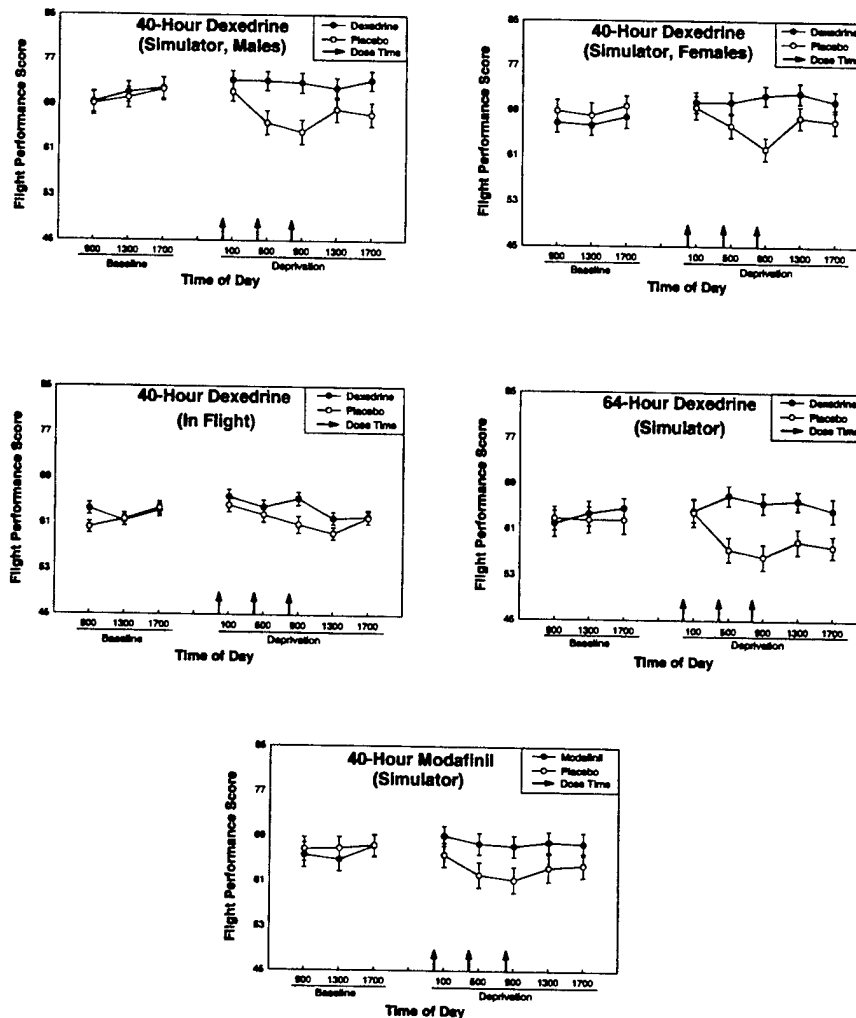 40-Hour Dexedrine
(Simulator, Males)
Dexedrine
Placebo
Dose Time
Flight Performance Score
85
77
69
61
53
45
900 1300 1700 100 500 900 1300 1700
Baseline Deprivation
Time of Day
40-Hour Dexedrine
(Simulator, Females)
Dexedrine
Placebo
Dose Time
Flight Performance Score
85
77
69
61
53
45
900 1300 1700 100 500 900 1300 1700
Baseline Deprivation
Time of Day
40-Hour Dexedrine
(In Flight)
Dexedrine
Placebo
Dose Time
Flight Performance Score
85
77
69
61
53
45
900 1300 1700 100 500 900 1300 1700
Baseline Deprivation
Time of Day
64-Hour Dexedrine
(Simulator)
Dexedrine
Placebo
Dose Time
Flight Performance Score
85
77
69
61
53
45
900 1300 1700 100 500 900 1300 1700
Baseline Deprivation
Time of Day
40-Hour Modafinil
(Simulator)
Modafinil
Placebo
Dose Time
Flight Performance Score
85
77
69
61
53
45
900 1300 1700 100 500 900 1300 1700
Baseline Deprivation
Time of Day